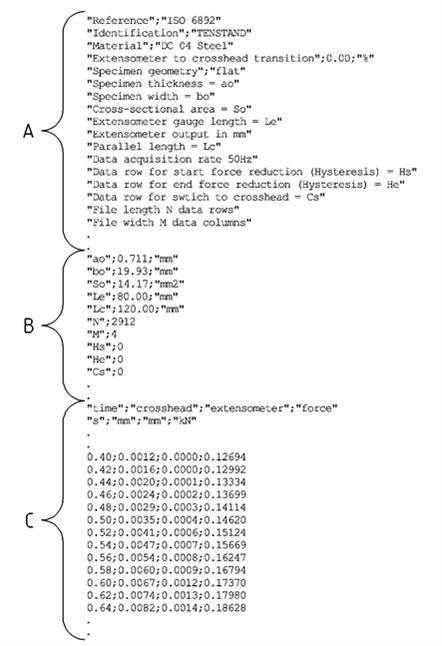 "Reference";"ISO 6892"
"Identification";"TENSTAND"
"Material";"DC 04 Steel"
"Extensometer to crosshead transition";0.00;"%"
"Specimen geometry";"flat"
"Specimen thickness = ao"
"Specimen width = bo"
"Cross-sectional area = So"
"Extensometer gauge length = Le"
"Extensometer output in mm"
A
"Parallel length = Lc"
"Data acquisition rate 50Hz"
"Data row for start force reduction (Hysteresis) = Hs"
"Data row for end force reduction (Hysteresis) = He"
"Data row for swtich to crosshead = Cs"
"File length N data rows"
"File width M data columns"
.
.
"ao";0.711;"mm"
"bo";19.93;"mm"
"So";14.17;"mm2"
"Le";80.00;"mm"
"Lc";120.00;"mm"
B
"N";2912
"M";4
"Hs";0
"He";0
"Cs";0
.
.
"time";"crosshead";"extensometer";"force"
"s";"mm";"mm";"kN"
.
.
0.40;0.0012;0.0000;0.12694
0.42;0.0016;0.0000;0.12992
0.44;0.0020;0.0001;0.13334
0.46;0.0024;0.0002;0.13699
0.48;0.0029;0.0003;0.14114
C
0.50;0.0035;0.0004;0.14620
0.52;0.0041;0.0006;0.15124
0.54;0.0047;0.0007;0.15669
0.56;0.0054;0.0008;0.16247
0.58;0.0060;0.0009;0.16794
0.60;0.0067;0.0012;0.17370
0.62;0.0074;0.0013;0.17980
0.64;0.0082;0.0014;0.18628
.
.